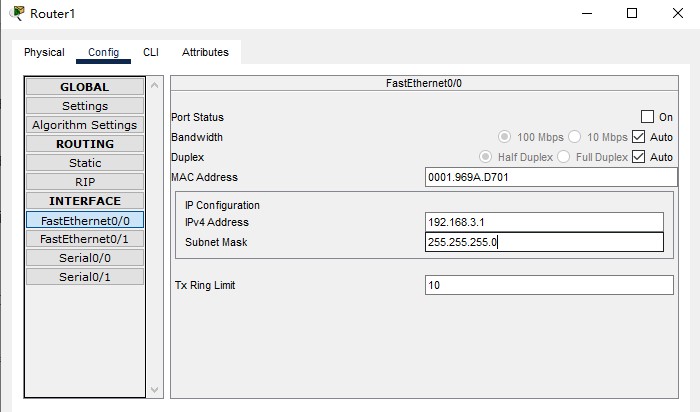 Router1
Physical Config CLI Attributes
GLOBAL
Settings
Algorithm Settings
ROUTING
Static
RIP
INTERFACE
FastEthernet0/0
FastEthernet0/1
Serial0/0
Serial0/1
FastEthernet0/0
Port Status On
Bandwidth 100 Mbps 10 Mbps Auto
Duplex Half Duplex Full Duplex Auto
MAC Address 0001.969A.D701
IP Configuration
IPv4 Address 192.168.3.1
Subnet Mask 255.255.255.0
Tx Ring Limit 10